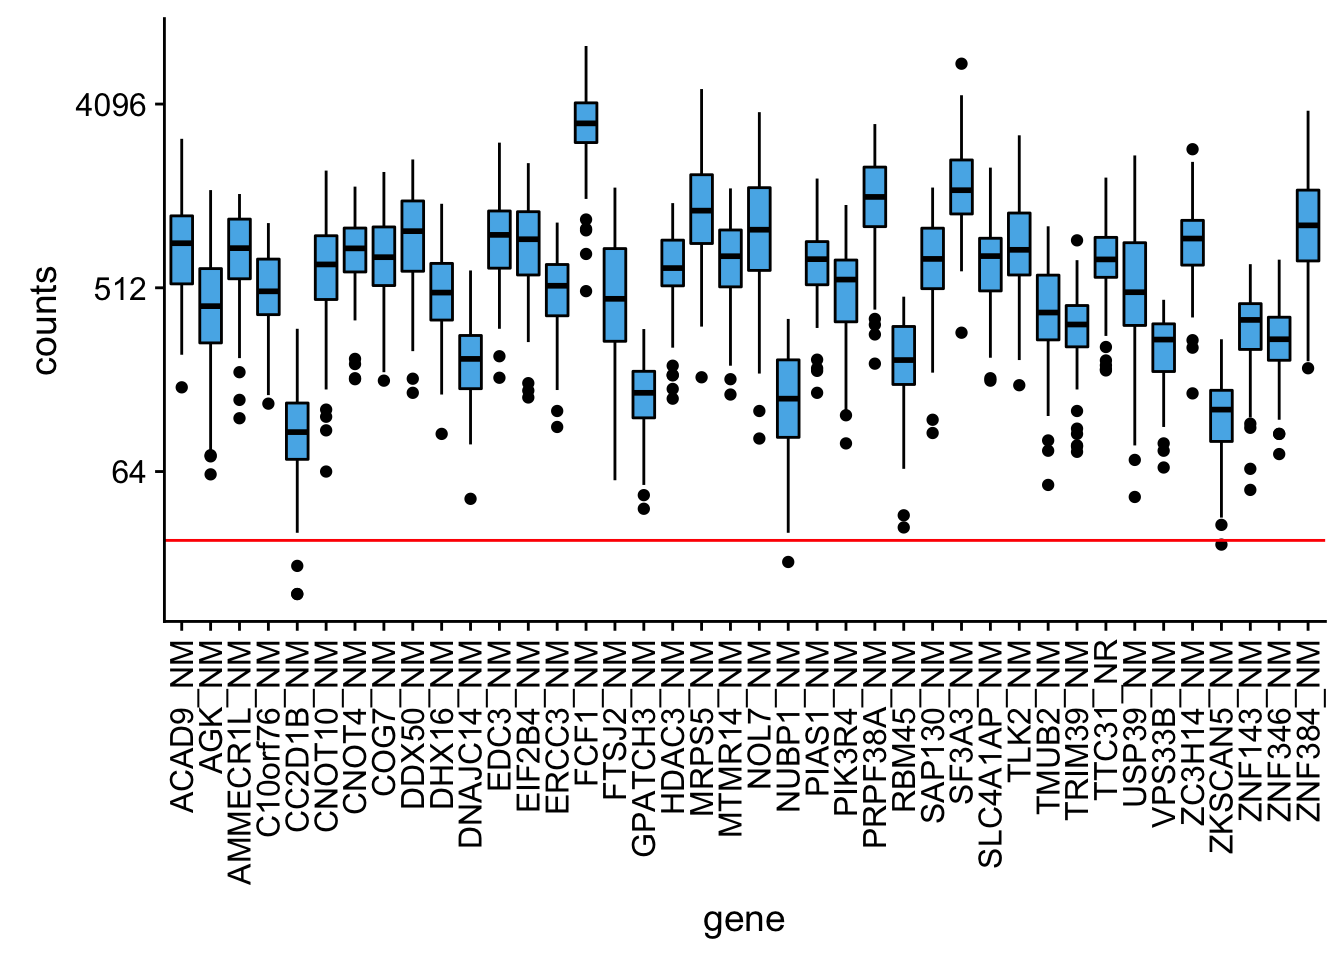 4096
512
64
counts
ACAD9_NM
AGK_NM
AMMECR1L_NM
C10orf76_NM
CC2D1B_NM
CNOT10_NM
CNOT4_NM
COG7_NM
DDX50_NM
DHX16_NM
DNAJC14_NM
EDC3_NM
EIF2B4_NM
ERCC3_NM
FCF1_NM
FTSJ2_NM
GPATCH3_NM
HDAC3_NM
MRPS5_NM
MTMR14_NM
NOL7_NM
NUBP1_NM
PIAS1_NM
PIK3R4_NM
PRPF38A_NM
RBM45_NM
SAP130_NM
SF3A3_NM
SLC4A1AP_NM
TLK2_NM
TMUB2_NM
TRIM39_NM
TTC31_NR
USP39_NM
VPS33B_NM
ZC3H14_NM
ZKSCAN5_NM
ZNF143_NM
ZNF346_NM
ZNF384_NM
gene